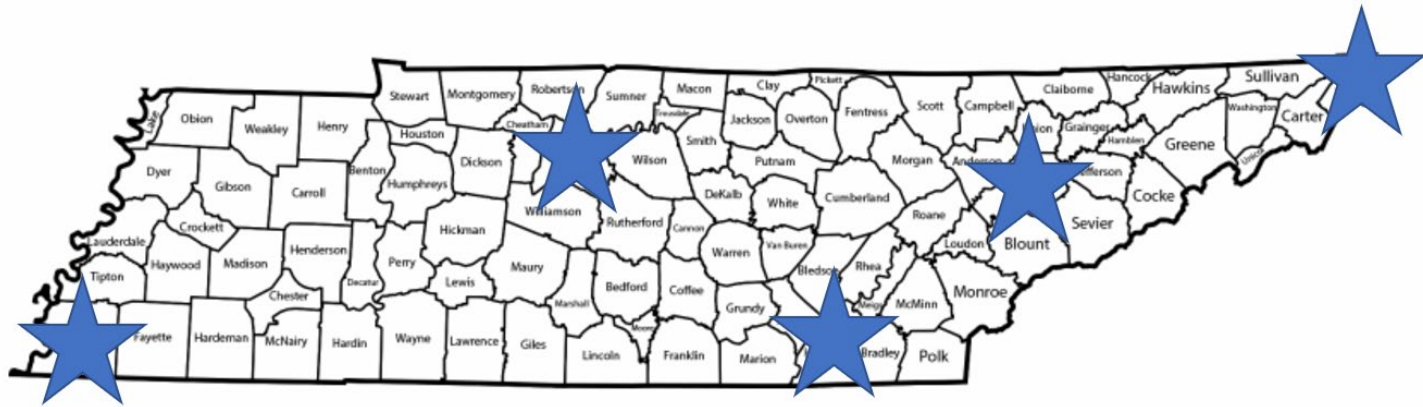 Stewart
Montgomery
Robertson
Sumner
Macon
Clay
Pickett
Fentress
Scott
Campbell
Claiborne
Hancock
Hawkins
Sullivan
Lake
Obion
Weakley
Henry
Houston
Cheatham
Trousdale
Jackson
Overton
Grainger
Hamblen
Greene
Washington
Carter
Unicoi
Dyer
Gibson
Carroll
Benton
Humphreys
Dickson
Wilson
Smith
Putnam
Morgan
Anderson
Cocke
Lauderdale
Crockett
Henderson
Hickman
Williamson
Rutherford
Cannon
DeKalb
White
Cumberland
Roane
Loudon
Blount
Sevier
Tipton
Haywood
Madison
Chester
Decatur
Perry
Lewis
Maury
Marshall
Bedford
Coffee
Warren
Van Buren
Rhea
Meigs
McMinn
Monroe
Fayette
Hardeman
McNairy
Hardin
Wayne
Lawrence
Giles
Lincoln
Moore
Franklin
Grundy
Marion
Bradley
Polk